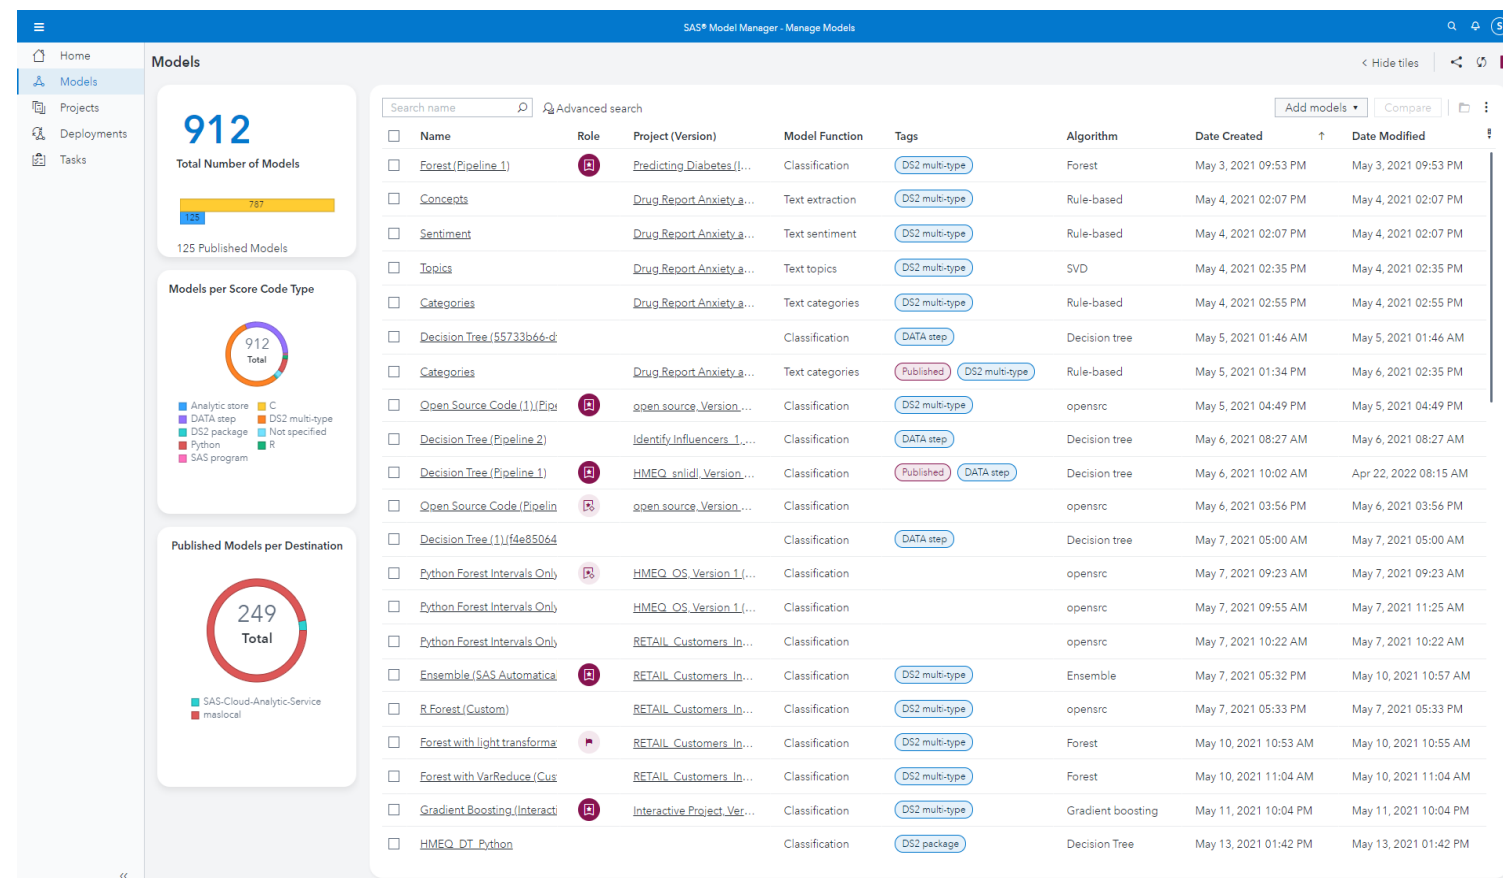 SAS® Model Manager - Manage Models
S
Home
Models
Projects
Deployments
Tasks
Models
Hide tiles
912
Total Number of Models
787
125
125 Published Models
Models per Score Code Type
912
Total
Analytic store C
DATA step DS2 multi-type
DS2 package Not specified
Python R
SAS program
Published Models per Destination
249
Total
SAS-Cloud-Analytic-Service
maslocal
Search name Advanced search Add models Compare
Name Role Project (Version) Model Function Tags Algorithm Date Created Date Modified
Forest (Pipeline 1) Predicting Diabetes (I... Classification DS2 multi-type Forest May 3, 2021 09:53 PM May 3, 2021 09:53 PM
Concepts Drug Report Anxiety a... Text extraction DS2 multi-type Rule-based May 4, 2021 02:07 PM May 4, 2021 02:07 PM
Sentiment Drug Report Anxiety a... Text sentiment DS2 multi-type Rule-based May 4, 2021 02:07 PM May 4, 2021 02:07 PM
Topics Drug Report Anxiety a... Text topics DS2 multi-type SVD May 4, 2021 02:35 PM May 4, 2021 02:35 PM
Categories Drug Report Anxiety a... Text categories DS2 multi-type Rule-based May 4, 2021 02:55 PM May 4, 2021 02:55 PM
Decision Tree (55733b66-d Classification DATA step Decision tree May 5, 2021 01:46 AM May 5, 2021 01:46 AM
Categories Drug Report Anxiety a... Text categories Published DS2 multi-type Rule-based May 5, 2021 01:34 PM May 6, 2021 02:35 PM
Open Source Code (1) (Pipe open source, Version ... Classification DS2 multi-type opensrc May 5, 2021 04:49 PM May 5, 2021 04:49 PM
Decision Tree (Pipeline 2) Identify Influencers_1, ... Classification DATA step Decision tree May 6, 2021 08:27 AM May 6, 2021 08:27 AM
Decision Tree (Pipeline 1) HMEQ_snlidl, Version ... Classification Published DATA step Decision tree May 6, 2021 10:02 AM Apr 22, 2022 08:15 AM
Open Source Code (Pipelin open source, Version ... Classification opensrc May 6, 2021 03:56 PM May 6, 2021 03:56 PM
Decision Tree (1) (f4e85064 Classification DATA step Decision tree May 7, 2021 05:00 AM May 7, 2021 05:00 AM
Python Forest Intervals Only HMEQ_OS, Version 1 (... Classification opensrc May 7, 2021 09:23 AM May 7, 2021 09:23 AM
Python Forest Intervals Only HMEQ_OS, Version 1 (... Classification opensrc May 7, 2021 09:55 AM May 7, 2021 11:25 AM
Python Forest Intervals Only RETAIL_Customers_In... Classification opensrc May 7, 2021 10:22 AM May 7, 2021 10:22 AM
Ensemble (SAS Automatica RETAIL_Customers_In... Classification DS2 multi-type Ensemble May 7, 2021 05:32 PM May 10, 2021 10:57 AM
R Forest (Custom) RETAIL_Customers_In... Classification DS2 multi-type opensrc May 7, 2021 05:33 PM May 7, 2021 05:33 PM
Forest with light transforma RETAIL_Customers_In... Classification DS2 multi-type Forest May 10, 2021 10:53 AM May 10, 2021 10:55 AM
Forest with VarReduce (Cus RETAIL_Customers_In... Classification DS2 multi-type Forest May 10, 2021 11:04 AM May 10, 2021 11:04 AM
Gradient Boosting (Interacti Interactive Project, Ver... Classification DS2 multi-type Gradient boosting May 11, 2021 10:04 PM May 11, 2021 10:04 PM
HMEQ_DT_Python Classification DS2 package Decision Tree May 13, 2021 01:42 PM May 13, 2021 01:42 PM